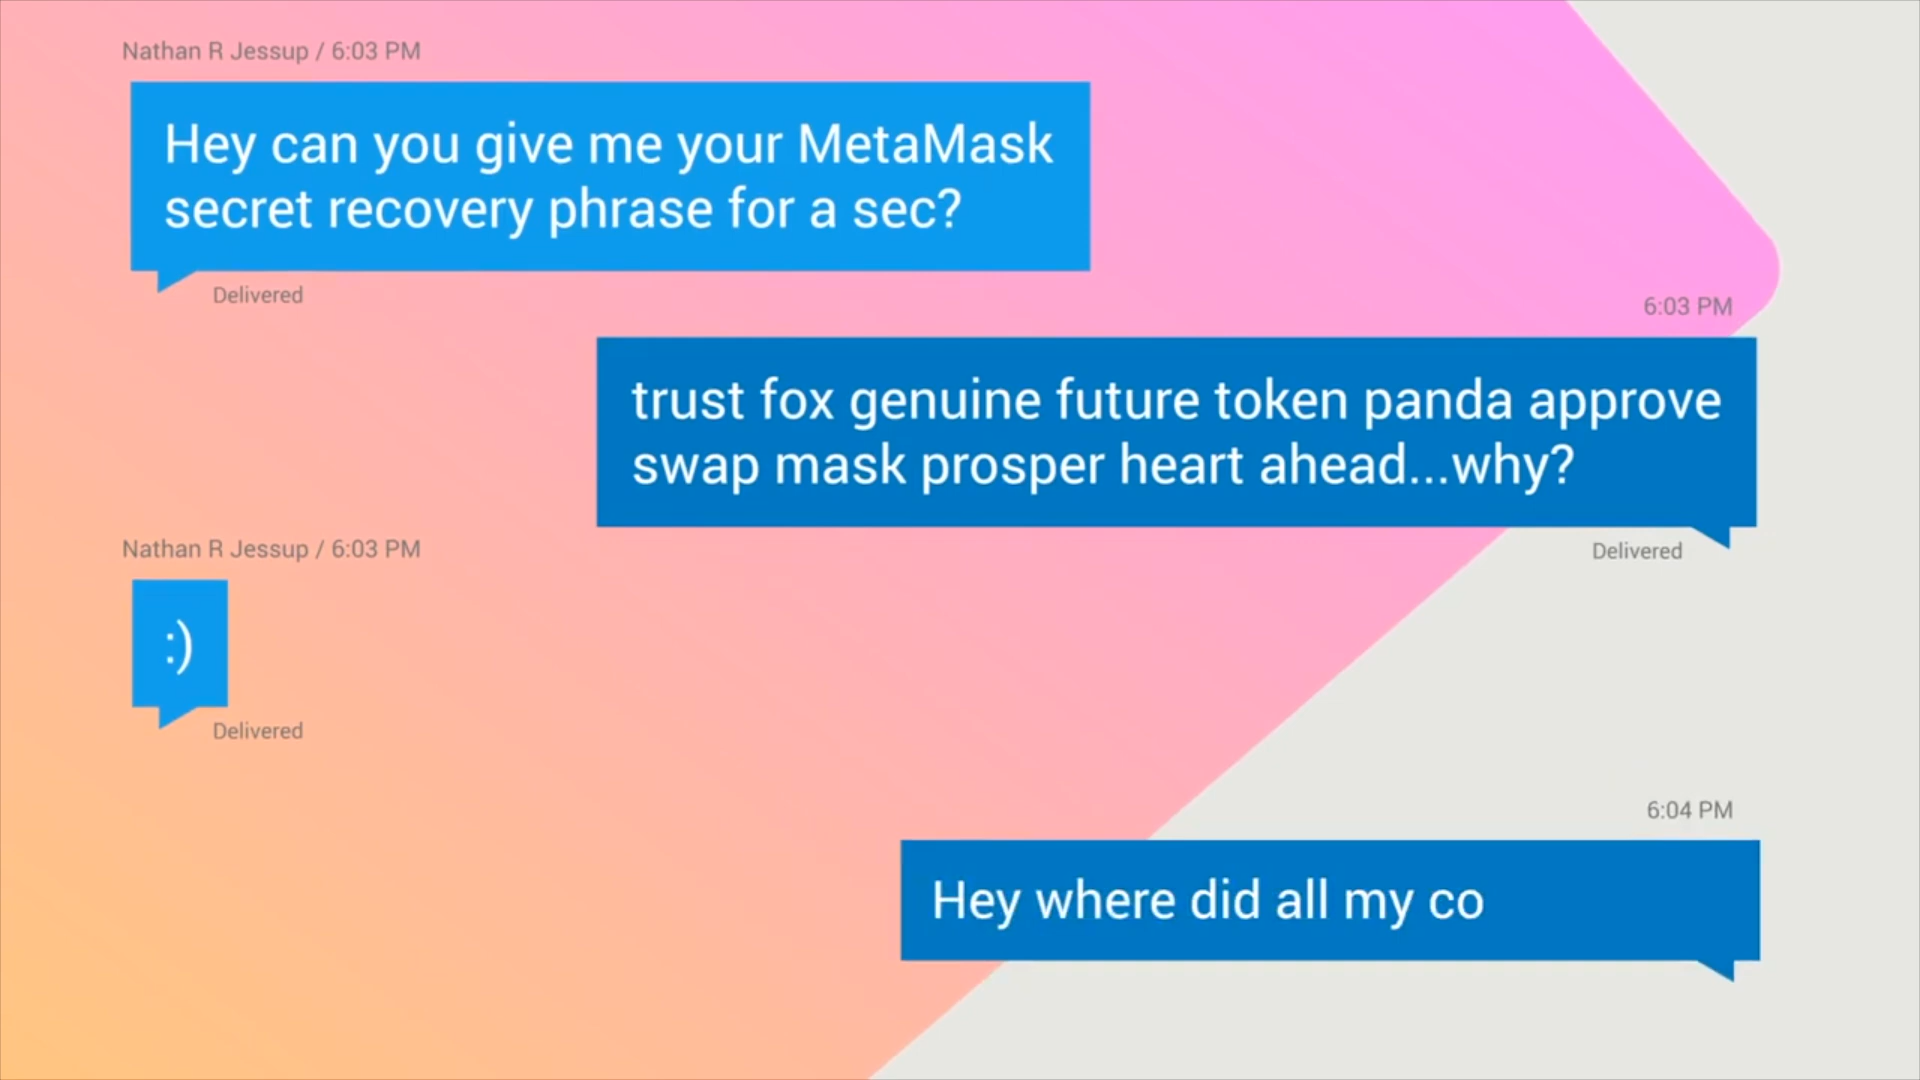 Nathan R Jessup / 6:03 PM
Hey can you give me your MetaMask
secret recovery phrase for a sec?
Delivered
6:03 PM
trust fox genuine future token panda approve
swap mask prosper heart ahead...why?
Delivered
Nathan R Jessup / 6:03 PM
:)
Delivered
6:04 PM
Hey where did all my co